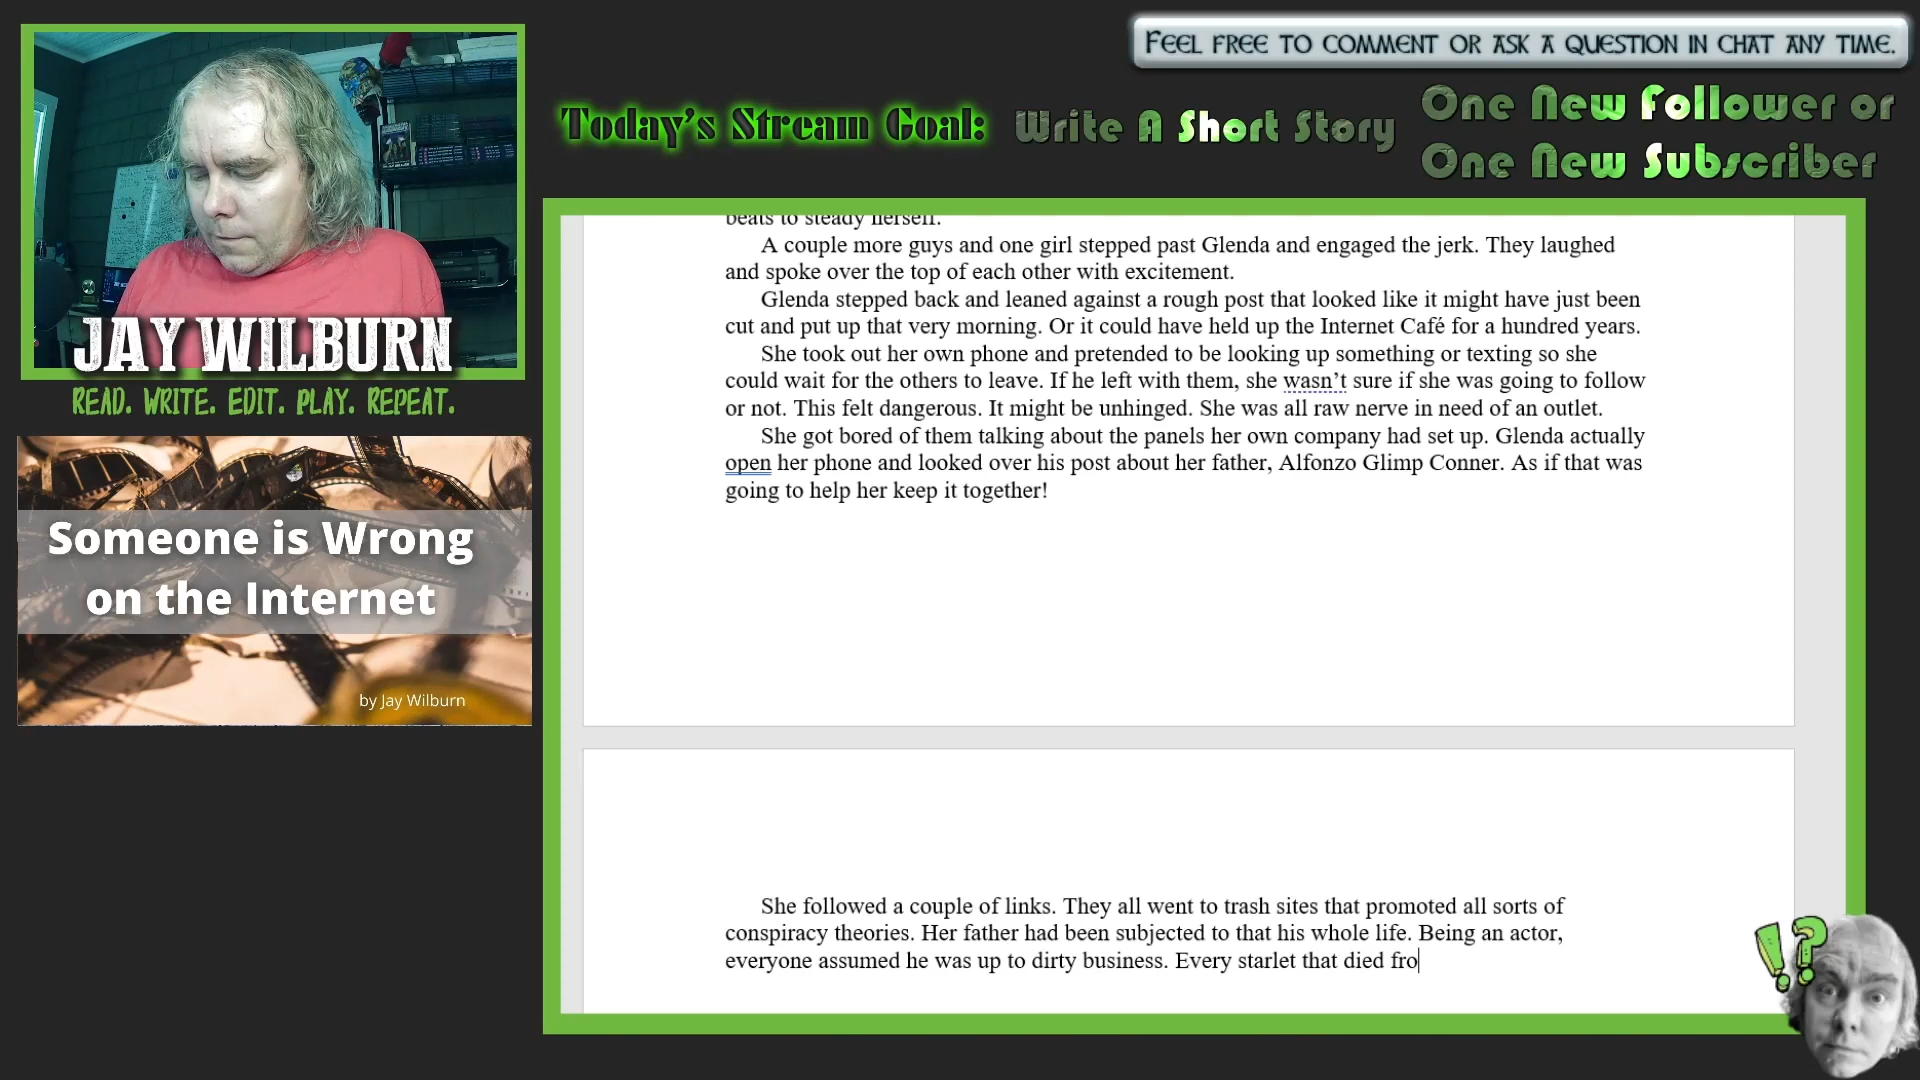 FEEL FREE TO COMMENT OR ASK A QUESTION IN CHAT ANY TIME.
Today's Stream Goal:
Write A Short Story
One New Follower or
One New Subscriber
JAY WILBURN
READ. WRITE. EDIT. PLAY. REPEAT.
Someone is Wrong
on the Internet
by Jay Wilburn
beats to steady herself.
A couple more guys and one girl stepped past Glenda and engaged the jerk. They laughed
and spoke over the top of each other with excitement.
Glenda stepped back and leaned against a rough post that looked like it might have just been
cut and put up that very morning. Or it could have held up the Internet Café for a hundred years.
She took out her own phone and pretended to be looking up something or texting so she
could wait for the others to leave. If he left with them, she wasn’t sure if she was going to follow
or not. This felt dangerous. It might be unhinged. She was all raw nerve in need of an outlet.
She got bored of them talking about the panels her own company had set up. Glenda actually
open her phone and looked over his post about her father, Alfonzo Glimp Conner. As if that was
going to help her keep it together!
She followed a couple of links. They all went to trash sites that promoted all sorts of
conspiracy theories. Her father had been subjected to that his whole life. Being an actor,
everyone assumed he was up to dirty business. Every starlet that died fro
!?